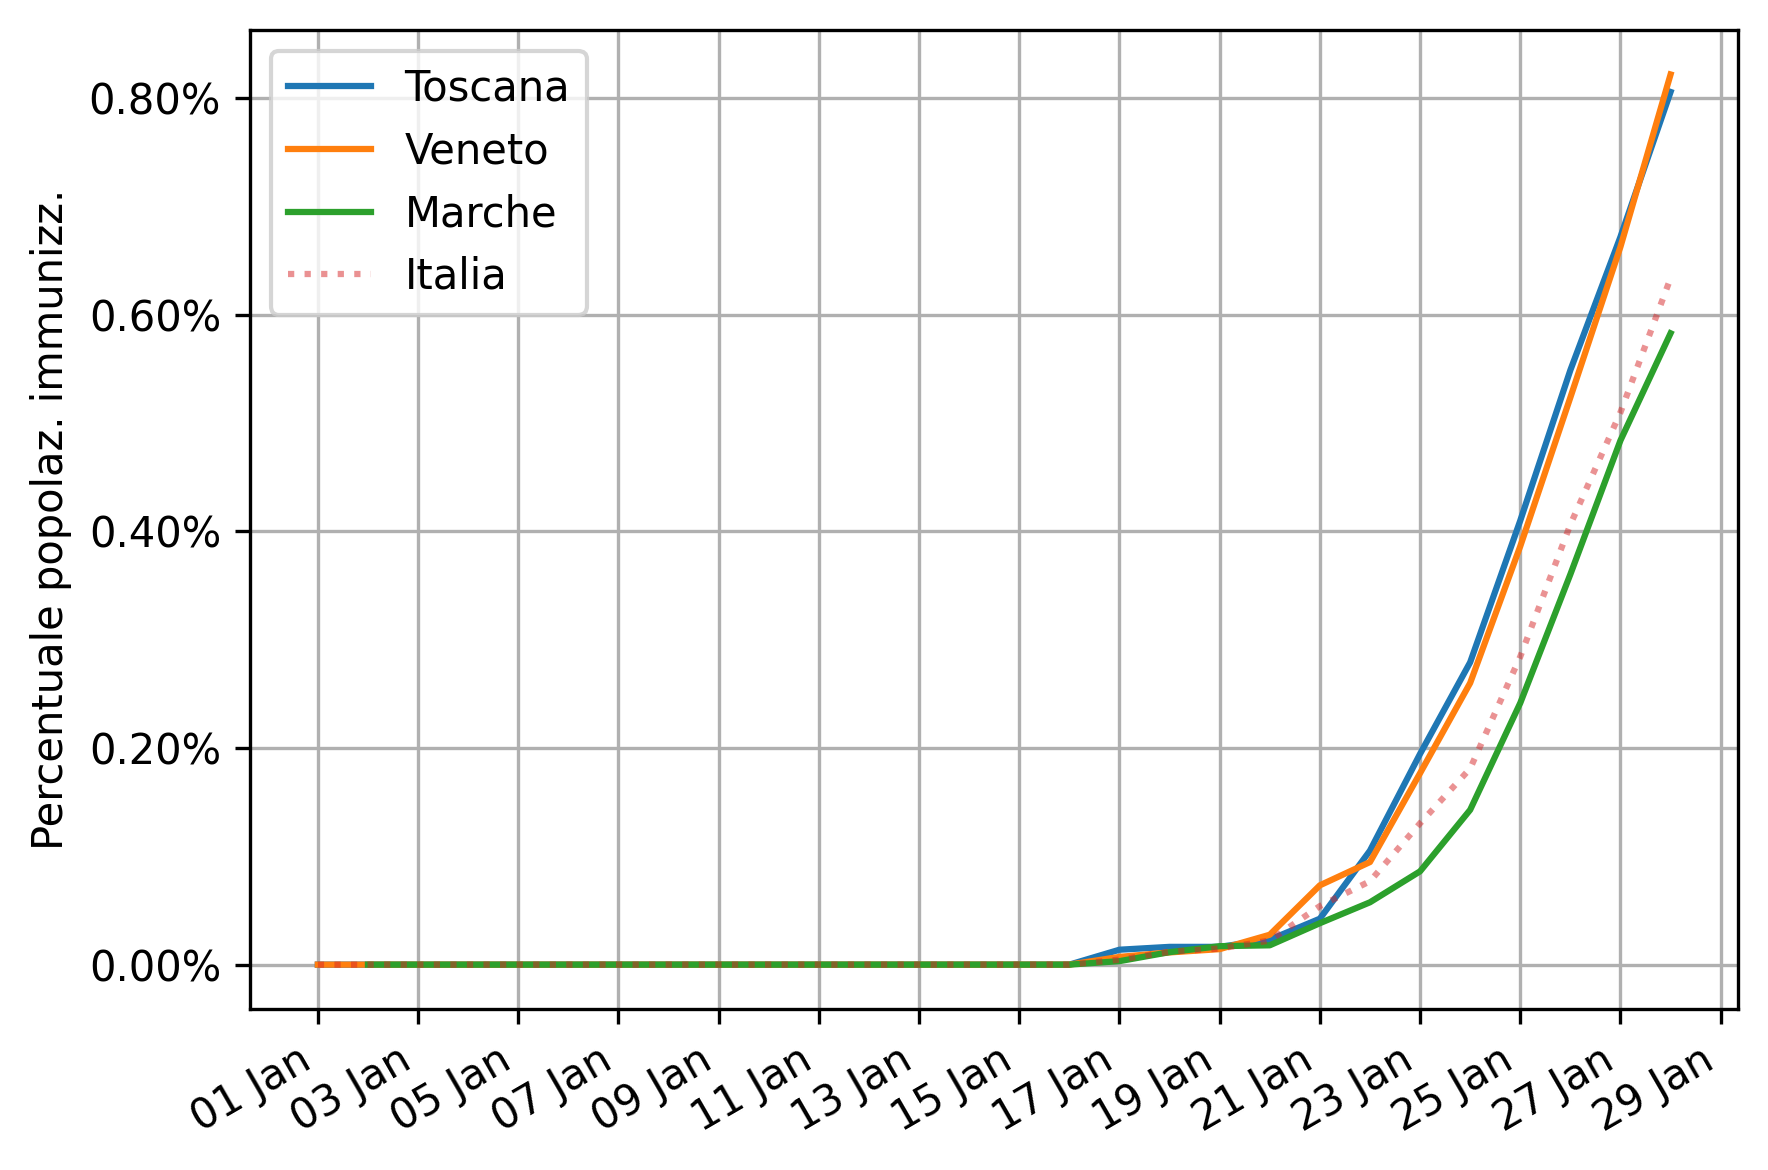 Toscana
Veneto
Marche
Italia
Percentuale popolaz. immunizz.
0.80%
0.60%
0.40%
0.20%
0.00%
01 Jan
03 Jan
05 Jan
07 Jan
09 Jan
11 Jan
13 Jan
15 Jan
17 Jan
19 Jan
21 Jan
23 Jan
25 Jan
27 Jan
29 Jan